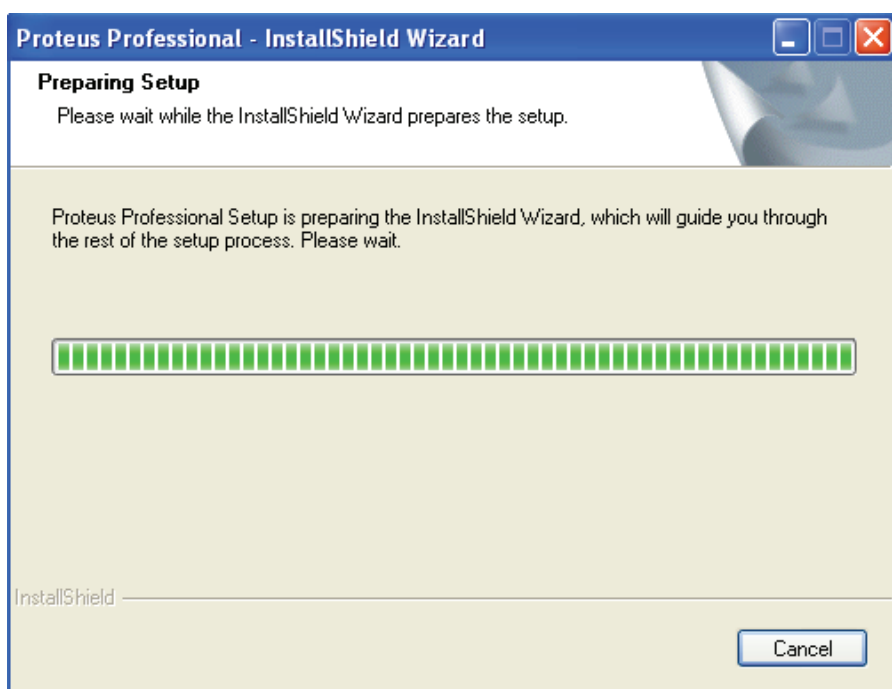 Proteus Professional - InstallShield Wizard
Preparing Setup
Please wait while the InstallShield Wizard prepares the setup.
Proteus Professional Setup is preparing the InstallShield Wizard, which will guide you through
the rest of the setup process. Please wait.
InstallShield
Cancel